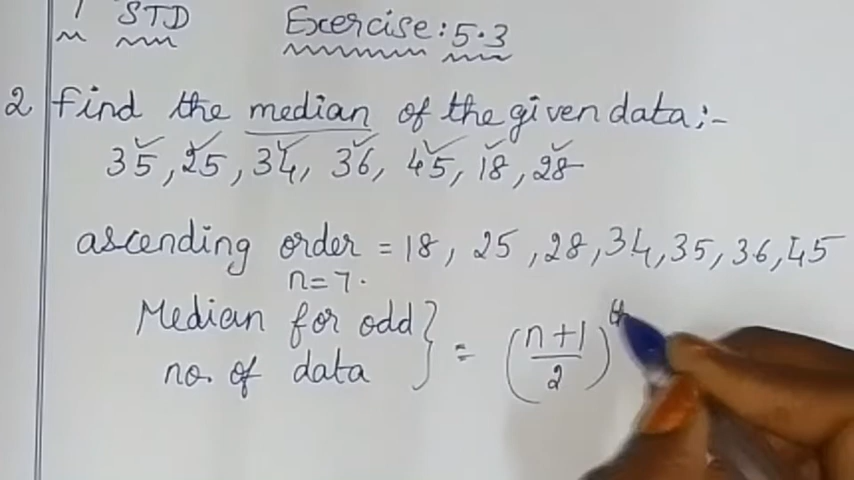 STD Exercise: 5.3
2 find the median of the given data:-
35, 25, 34, 36, 45, 18, 28
ascending order = 18, 25, 28, 34, 35, 36, 45
n=7.
Median for odd
no. of data } = (n+1/2)th